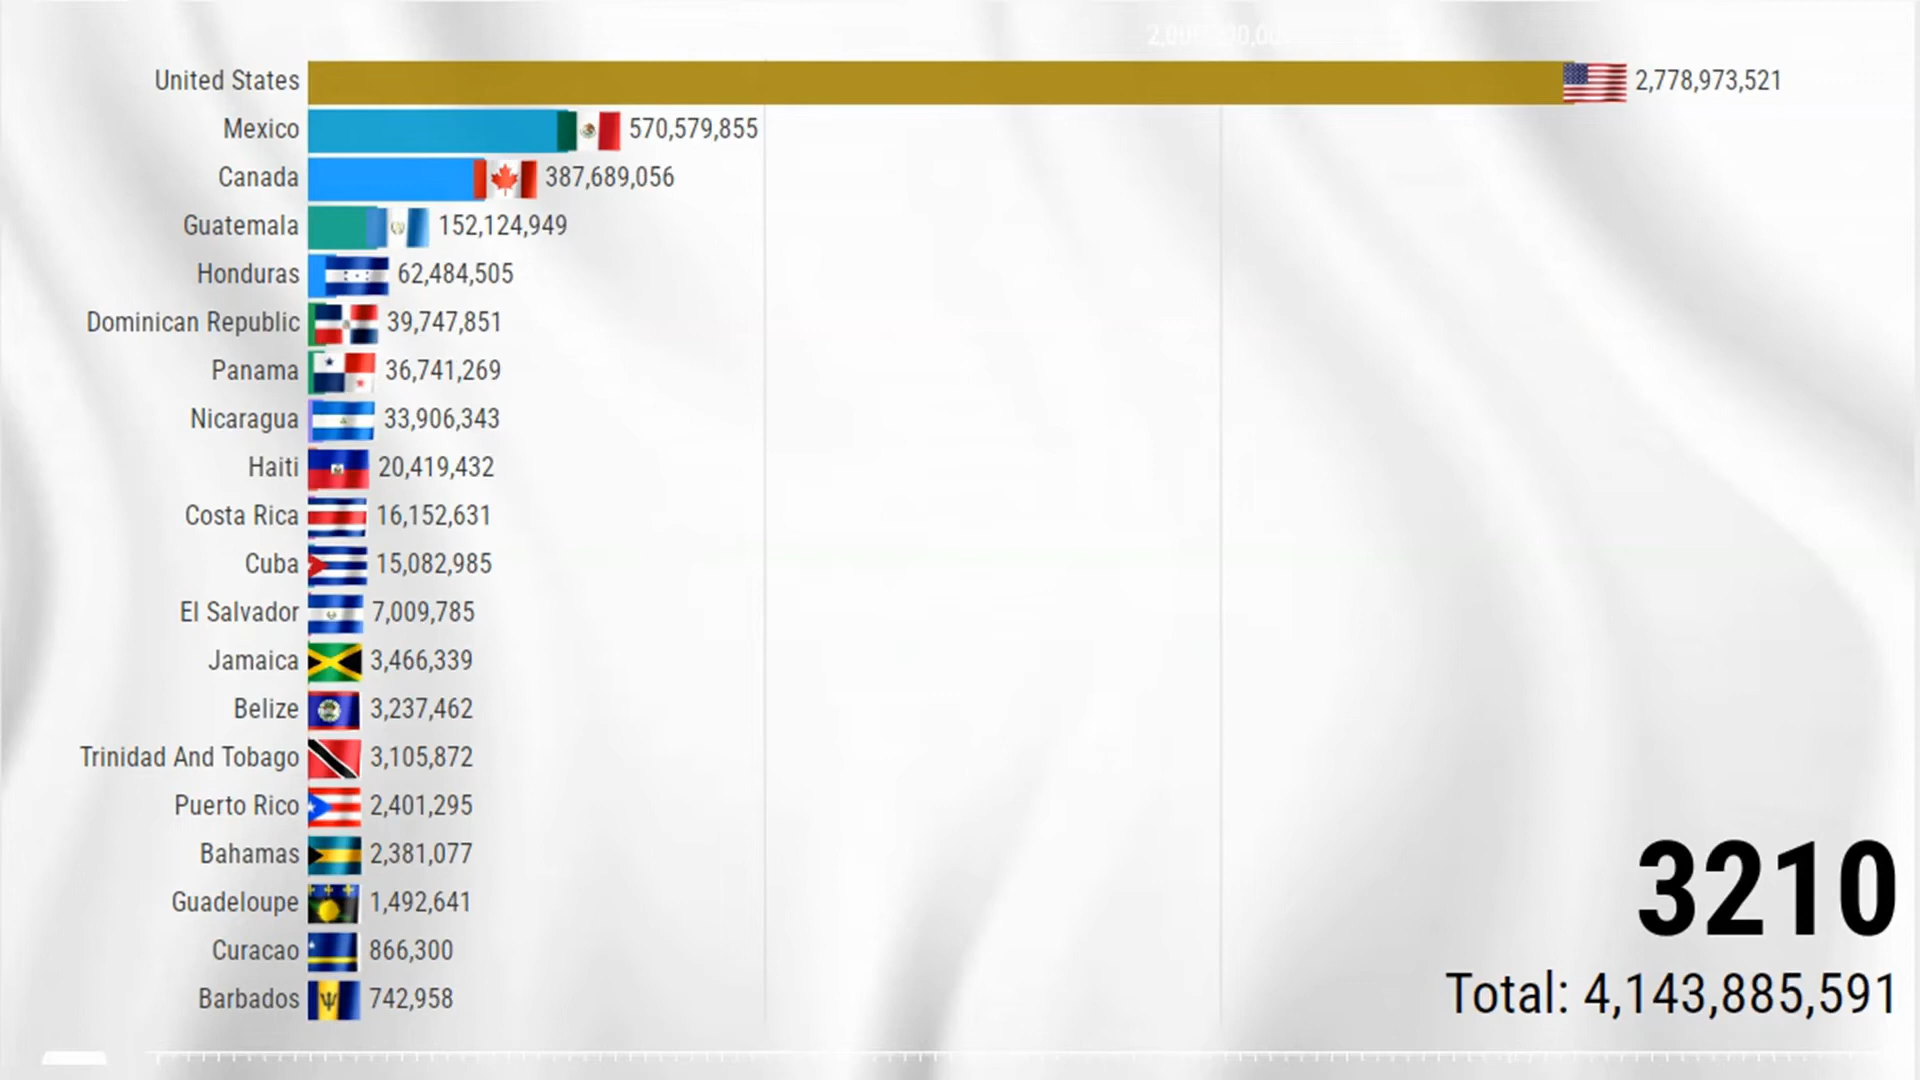 United States 2,778,973,521
Mexico 570,579,855
Canada 387,689,056
Guatemala 152,124,949
Honduras 62,484,505
Dominican Republic 39,747,851
Panama 36,741,269
Nicaragua 33,906,343
Haiti 20,419,432
Costa Rica 16,152,631
Cuba 15,082,985
El Salvador 7,009,785
Jamaica 3,466,339
Belize 3,237,462
Trinidad And Tobago 3,105,872
Puerto Rico 2,401,295
Bahamas 2,381,077
Guadeloupe 1,492,641
Curacao 866,300
Barbados 742,958
3210
Total: 4,143,885,591